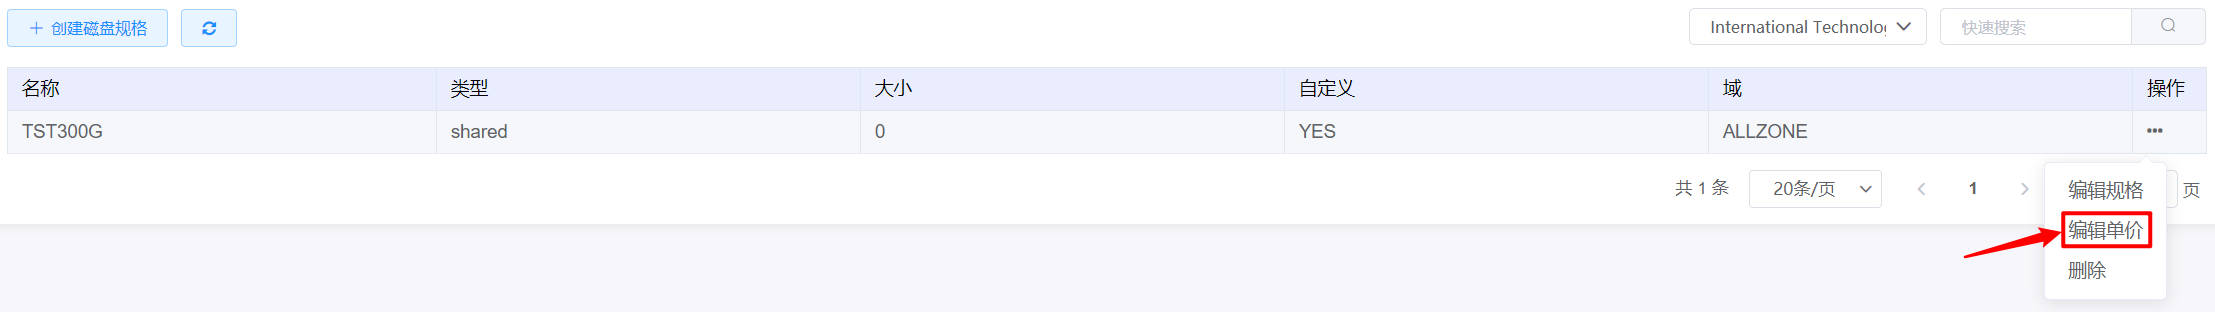 + 创建磁盘规格
International Technolo
快速搜索
名称 类型 大小 自定义 域 操作
TST300G shared 0 YES ALLZONE •••
共 1 条 20条/页 1 页
编辑规格
编辑单价
删除